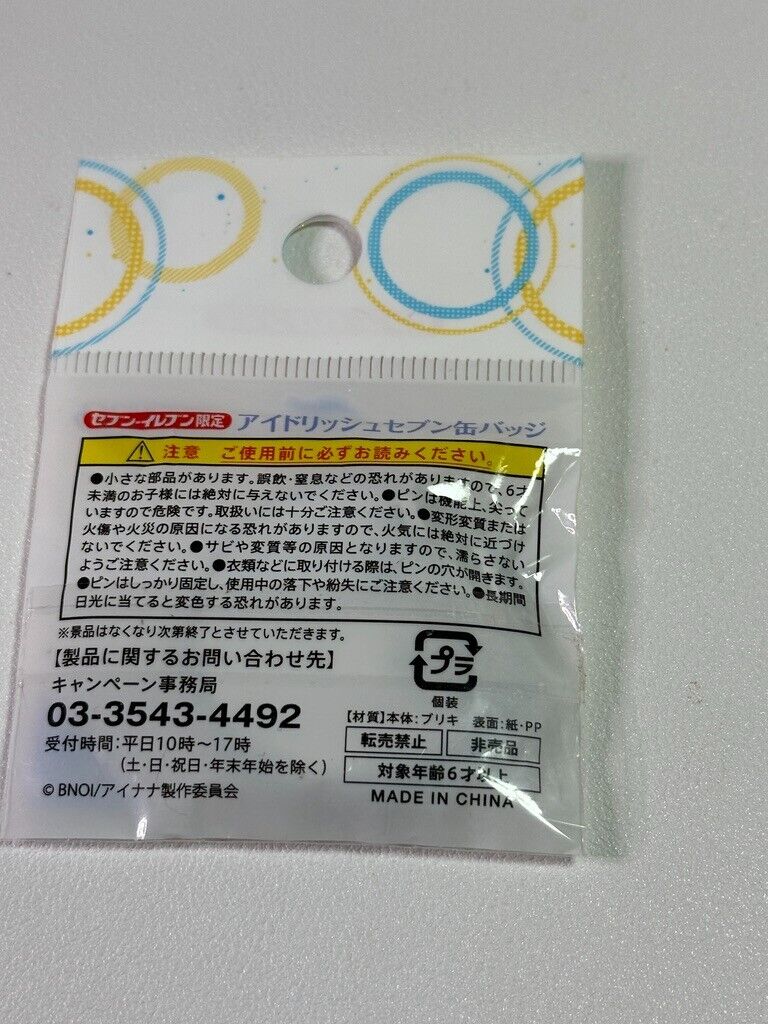 セブン-イレブン限定 アイドリッシュセブン缶バッジ
注意 ご使用前に必ずお読みください。
●小さな部品があります。誤飲・窒息などの恐れがありますので、6才
未満のお子様には絶対に与えないでください。●ピンは機能上、尖って
いますので危険です。取扱いには十分ご注意ください。●変形変質または
火傷や火災の原因になる恐れがありますので、火気には絶対に近づけ
ないでください。●サビや変質等の原因となりますので、濡らさない
ようご注意ください。●衣類などに取り付ける際は、ピンの穴が開きます。
●ピンはしっかり固定し、使用中の落下や紛失にご注意ください。●長期間
日光に当てると変色する恐れがあります。
※景品はなくなり次第終了とさせていただきます。
【製品に関するお問い合わせ先】
キャンペーン事務局
03-3543-4492
受付時間：平日10時～17時
（土・日・祝日・年末年始を除く）
© BNOI/アイナナ製作委員会
プラ
個装
【材質】本体：ブリキ 表面：紙・PP
転売禁止 非売品
対象年齢6才以上
MADE IN CHINA